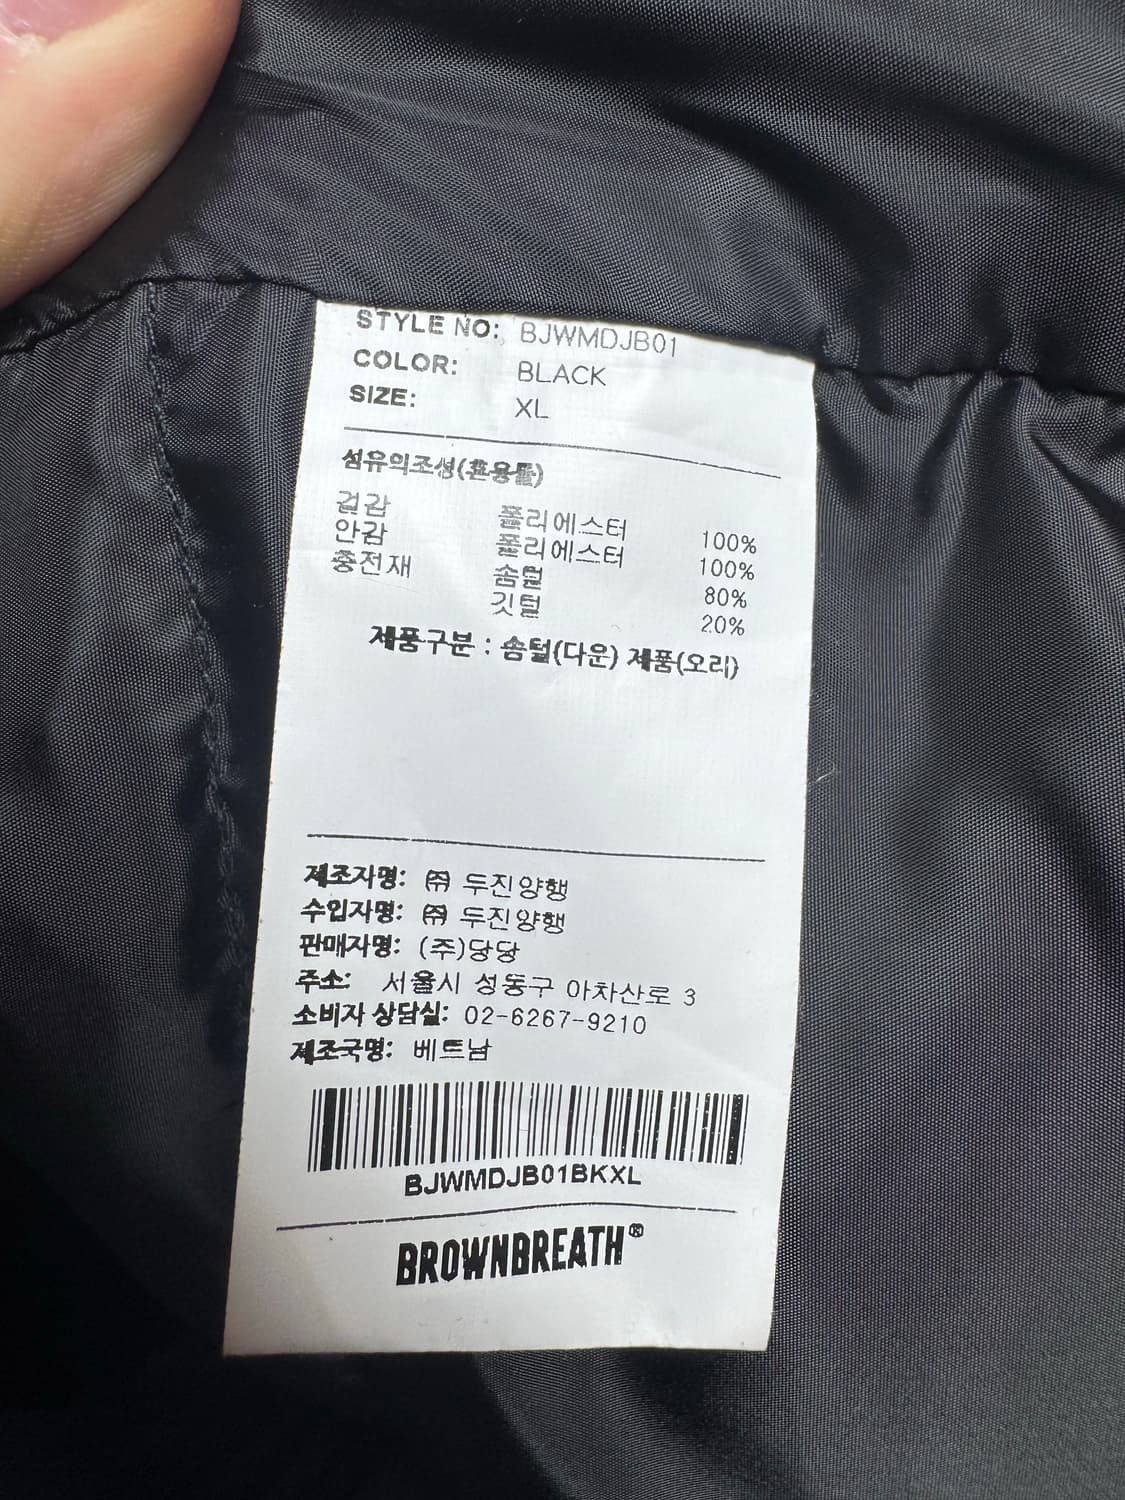 STYLE NO: BJWMDJB01
COLOR: BLACK
SIZE: XL
섬유의조성(혼용률)
겉감 폴리에스터 100%
안감 폴리에스터 100%
충전재 솜털 80%
깃털 20%
제품구분 : 솜털(다운) 제품(오리)
제조자명: ㈜ 두진양행
수입자명: ㈜ 두진양행
판매자명: (주)당당
주소: 서울시 성동구 아차산로 3
소비자 상담실: 02-6267-9210
제조국명: 베트남
BJWMDJB01BKXL
BROWNBREATH®